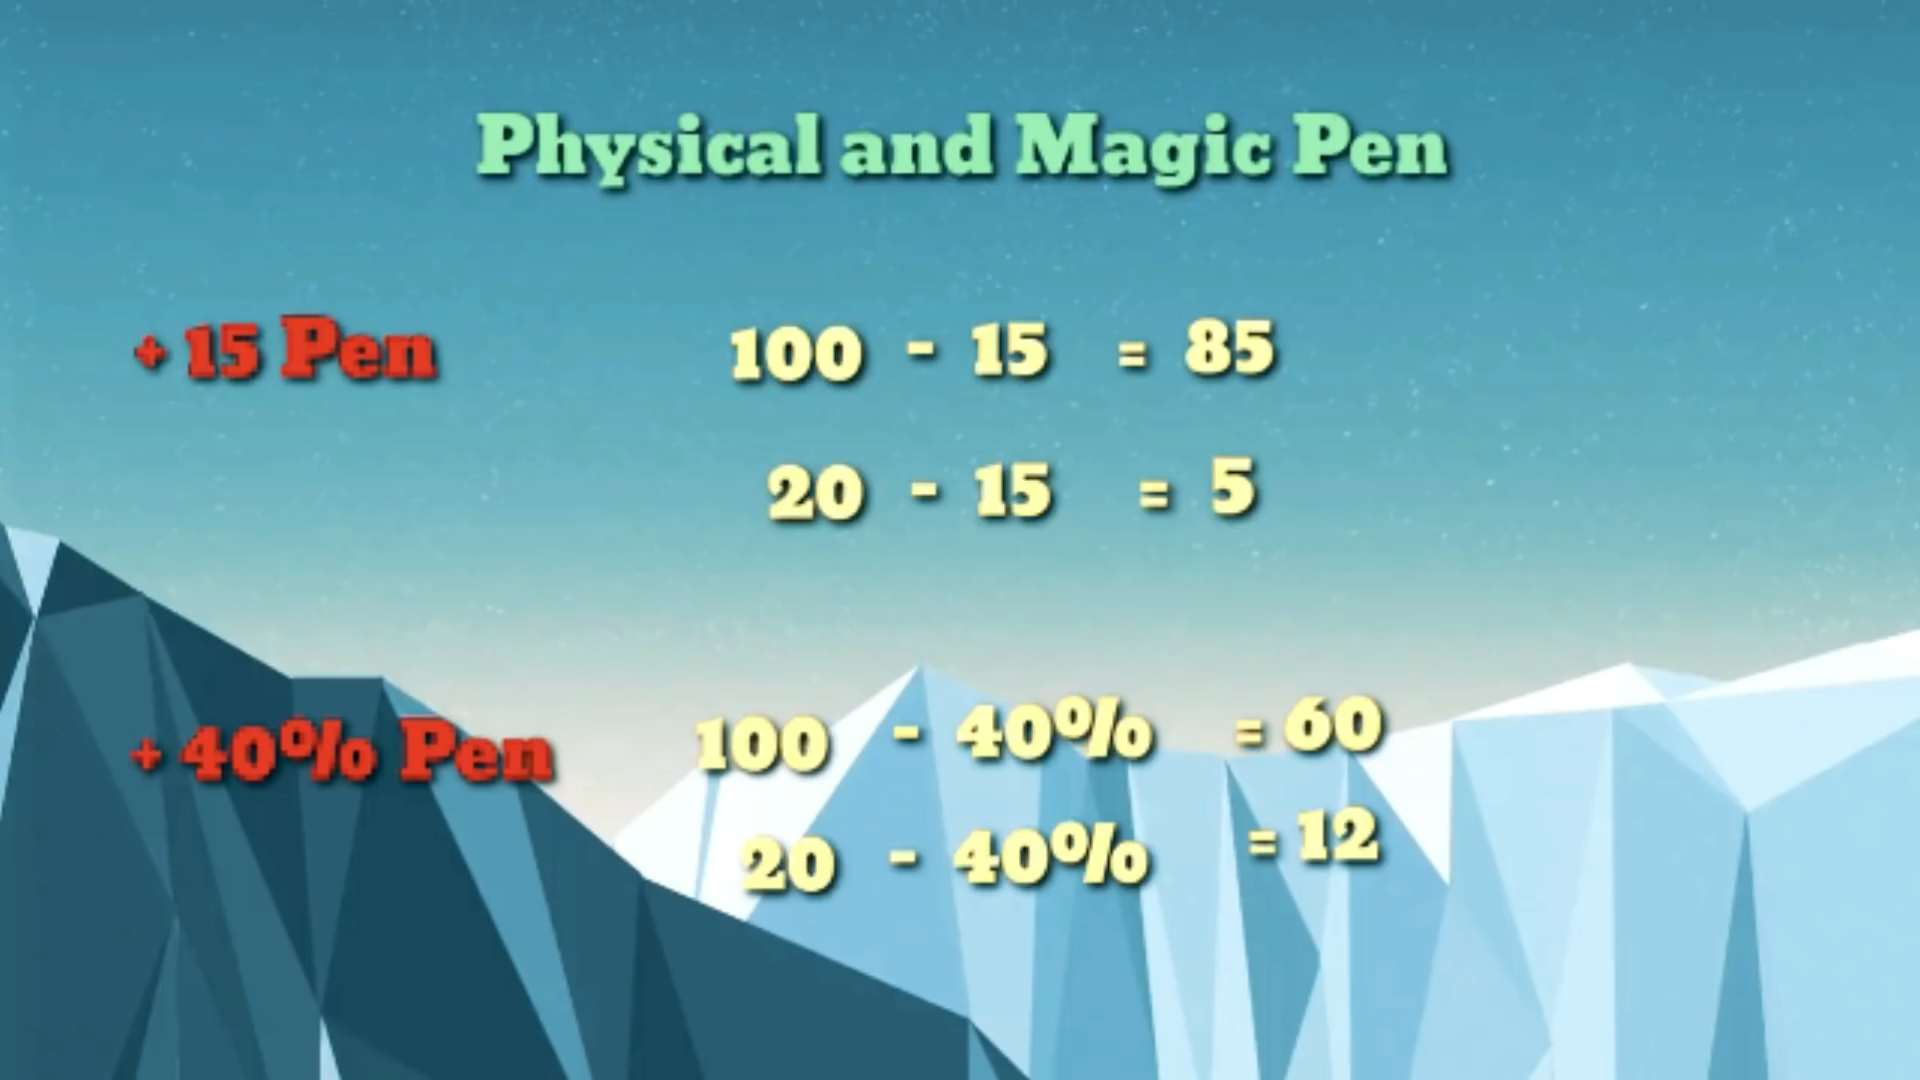 Physical and Magic Pen
+ 15 Pen 100 - 15 = 85
20 - 15 = 5
+ 40% Pen 100 - 40% = 60
20 - 40% = 12